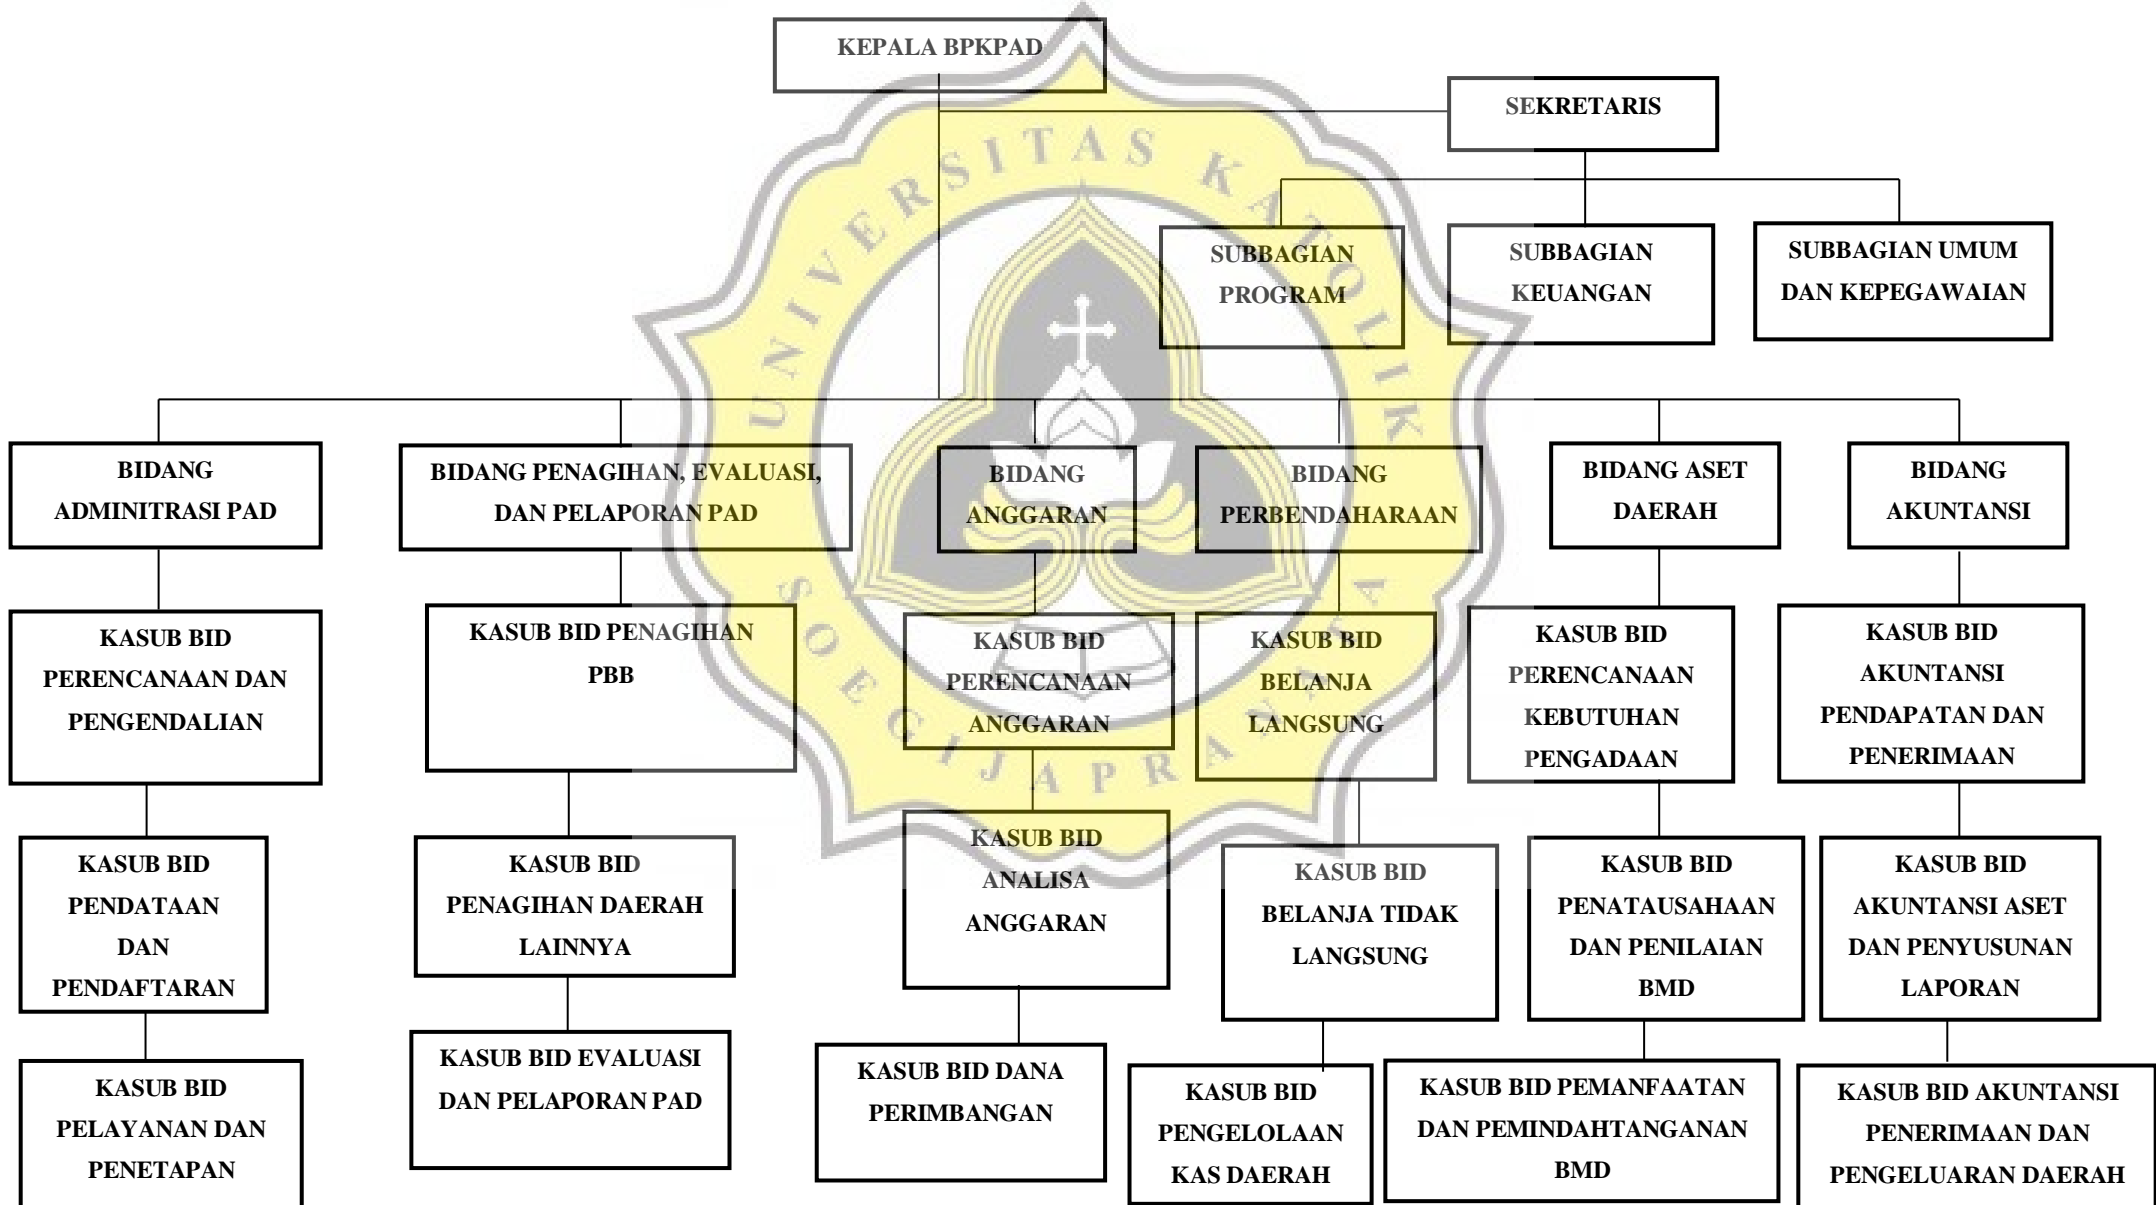 KEPALA BPKPAD
SEKRETARIS
SUBBAGIAN
PROGRAM
SUBBAGIAN
KEUANGAN
SUBBAGIAN UMUM
DAN KEPEGAWAIAN
BIDANG
ADMINITRASI PAD
BIDANG PENAGIHAN, EVALUASI,
DAN PELAPORAN PAD
BIDANG
ANGGARAN
BIDANG
PERBENDAHARAAN
BIDANG ASET
DAERAH
BIDANG
AKUNTANSI
KASUB BID
PERENCANAAN DAN
PENGENDALIAN
KASUB BID PENAGIHAN
PBB
KASUB BID
PERENCANAAN
ANGGARAN
KASUB BID
BELANJA
LANGSUNG
KASUB BID
PERENCANAAN
KEBUTUHAN
PENGADAAN
KASUB BID
AKUNTANSI
PENDAPATAN DAN
PENERIMAAN
KASUB BID
PENDATAAN
DAN
PENDAFTARAN
KASUB BID
PENAGIHAN DAERAH
LAINNYA
KASUB BID
ANALISA
ANGGARAN
KASUB BID
BELANJA TIDAK
LANGSUNG
KASUB BID
PENATAUSAHAAN
DAN PENILAIAN
BMD
KASUB BID
AKUNTANSI ASET
DAN PENYUSUNAN
LAPORAN
KASUB BID
PELAYANAN DAN
PENETAPAN
KASUB BID EVALUASI
DAN PELAPORAN PAD
KASUB BID DANA
PERIMBANGAN
KASUB BID
PENGELOLAAN
KAS DAERAH
KASUB BID PEMANFAATAN
DAN PEMINDAHTANGANAN
BMD
KASUB BID AKUNTANSI
PENERIMAAN DAN
PENGELUARAN DAERAH
UNIVERSITAS KATOLIK
SOEGIJAPRANATA